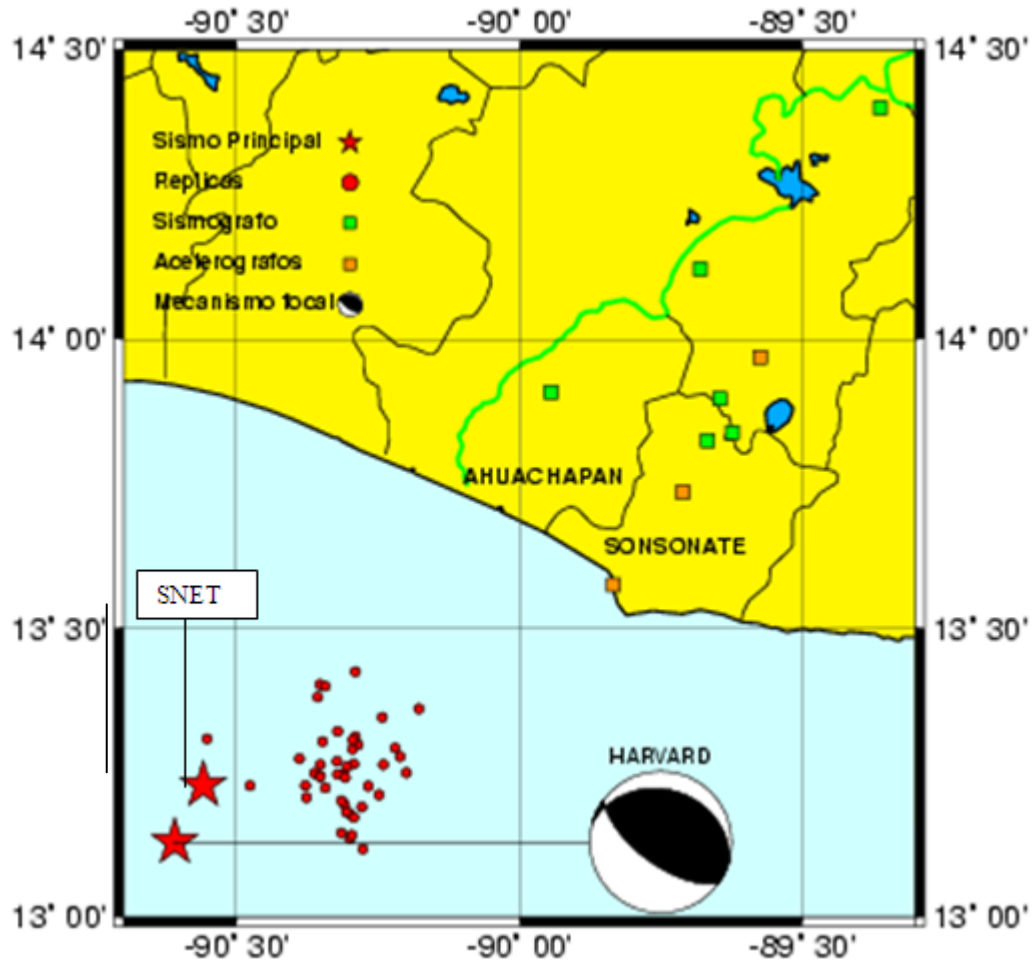 -90° 30' -90° 00' -89° 30'
14° 30' 14° 30'
Sismo Principal
Replicas
Sismografo
Acelerografos
Mecanismo focal
14° 00' 14° 00'
AHUACHAPAN
SONSONATE
SNET
13° 30' 13° 30'
HARVARD
13° 00' 13° 00'
-90° 30' -90° 00' -89° 30'